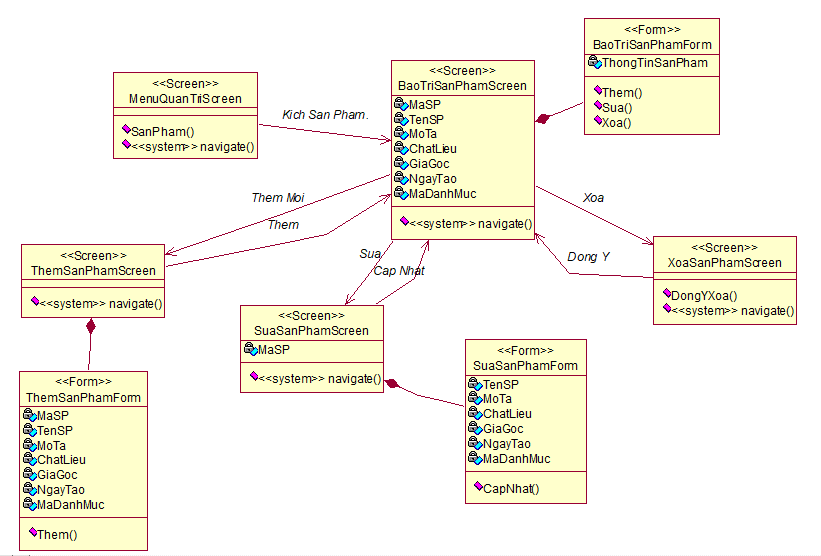 <<Form>>
BaoTriSanPhamForm
ThongTinSanPham
Them()
Sua()
Xoa()
<<Screen>>
MenuQuanTriScreen
SanPham()
<<system>> navigate()
Kich San Pham.
<<Screen>>
BaoTriSanPhamScreen
MaSP
TenSP
MoTa
ChatLieu
GiaGoc
NgayTao
MaDanhMuc
<<system>> navigate()
Them Moi
Them
Sua
Cap Nhat
Xoa
Dong Y
<<Screen>>
ThemSanPhamScreen
<<system>> navigate()
<<Screen>>
XoaSanPhamScreen
DongYXoa()
<<system>> navigate()
<<Screen>>
SuaSanPhamScreen
MaSP
<<system>> navigate()
<<Form>>
SuaSanPhamForm
TenSP
MoTa
ChatLieu
GiaGoc
NgayTao
MaDanhMuc
CapNhat()
<<Form>>
ThemSanPhamForm
MaSP
TenSP
MoTa
ChatLieu
GiaGoc
NgayTao
MaDanhMuc
Them()